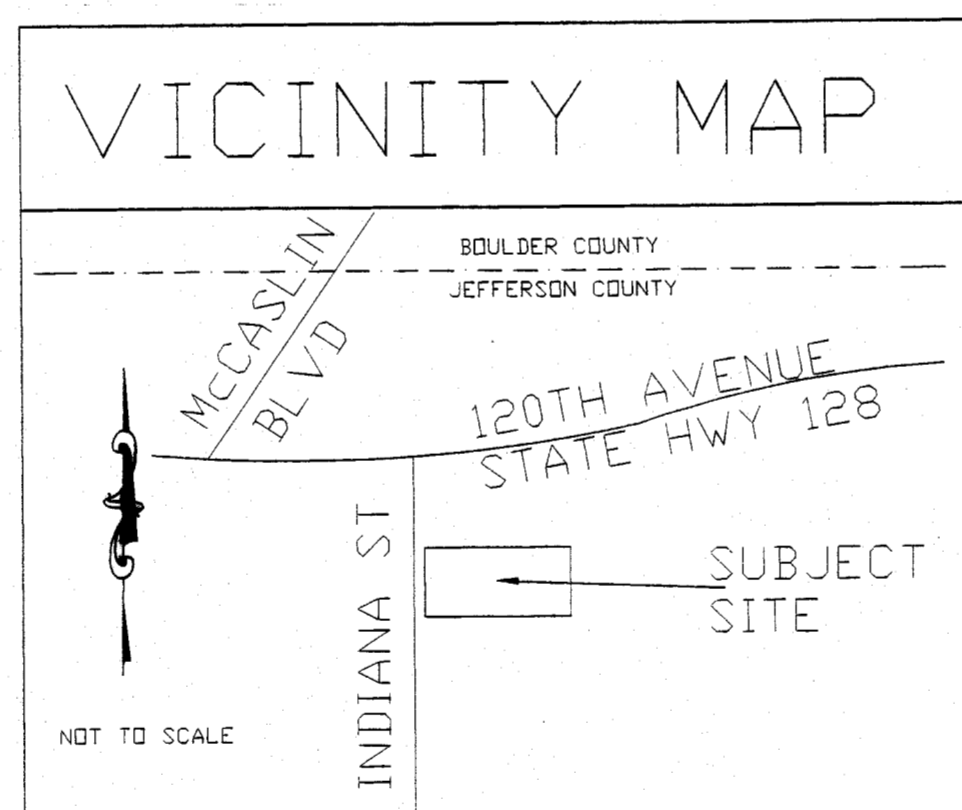 VICINITY MAP
BOULDER COUNTY
JEFFERSON COUNTY
McCASLIN
BLVD
120TH AVENUE
STATE HWY 128
INDIANA ST
SUBJECT
SITE
NOT TO SCALE